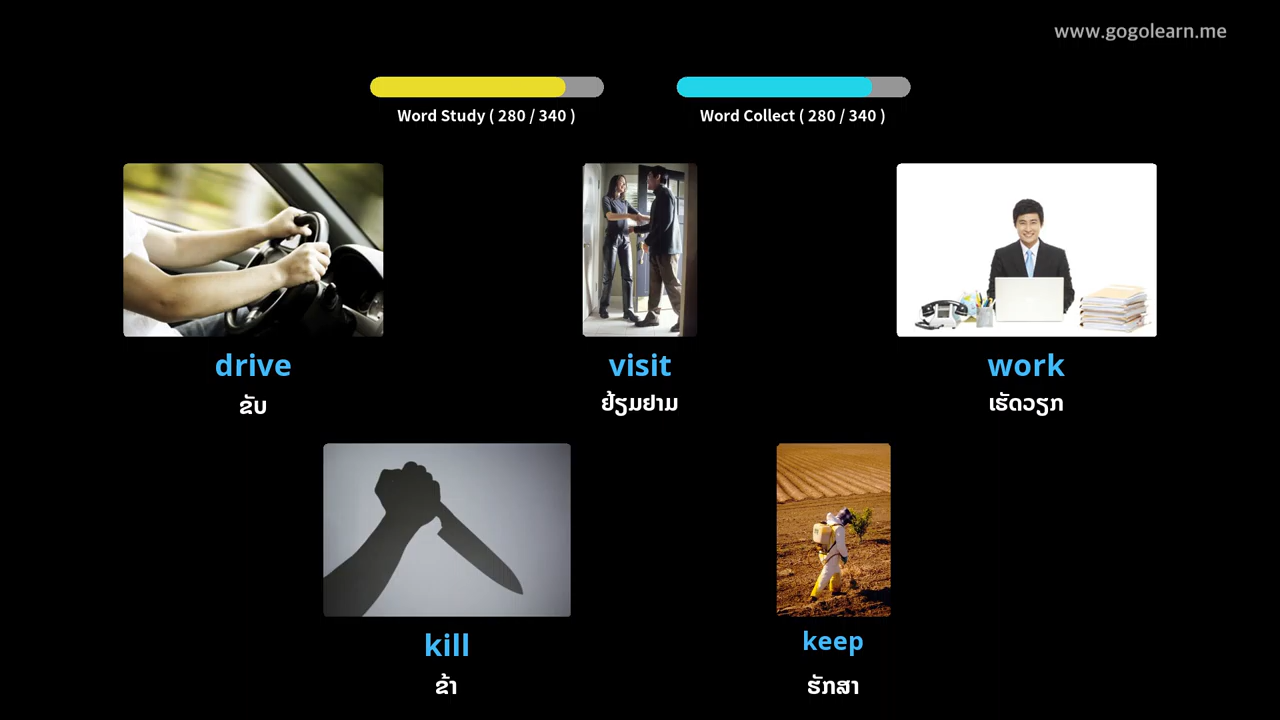 www.gogolearn.me
Word Study ( 280 / 340 )
Word Collect ( 280 / 340 )
drive
visit
work
ຂັບ
ຢ້ຽມຢາມ
ເຮັດວຽກ
kill
keep
ຂ້າ
ຮັກສາ